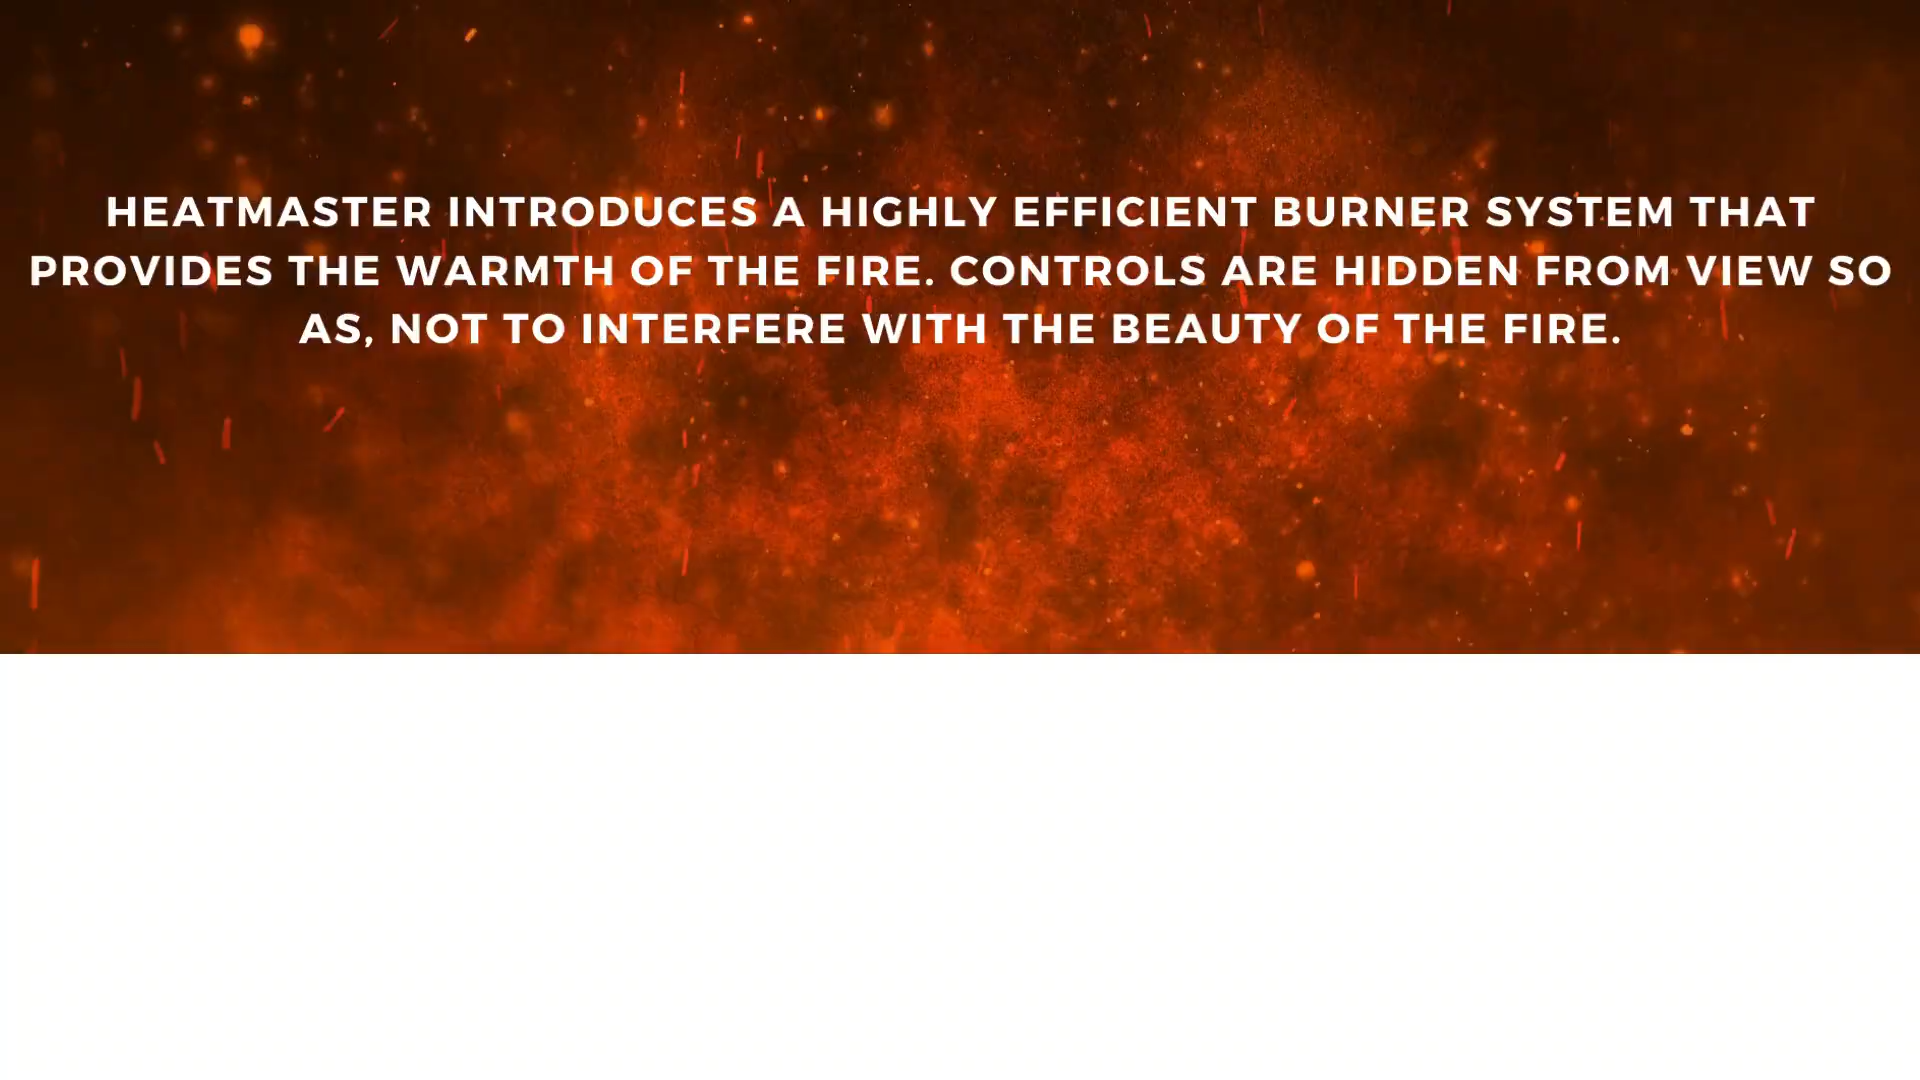 HEATMASTER INTRODUCES A HIGHLY EFFICIENT BURNER SYSTEM THAT
PROVIDES THE WARMTH OF THE FIRE. CONTROLS ARE HIDDEN FROM VIEW SO
AS, NOT TO INTERFERE WITH THE BEAUTY OF THE FIRE.